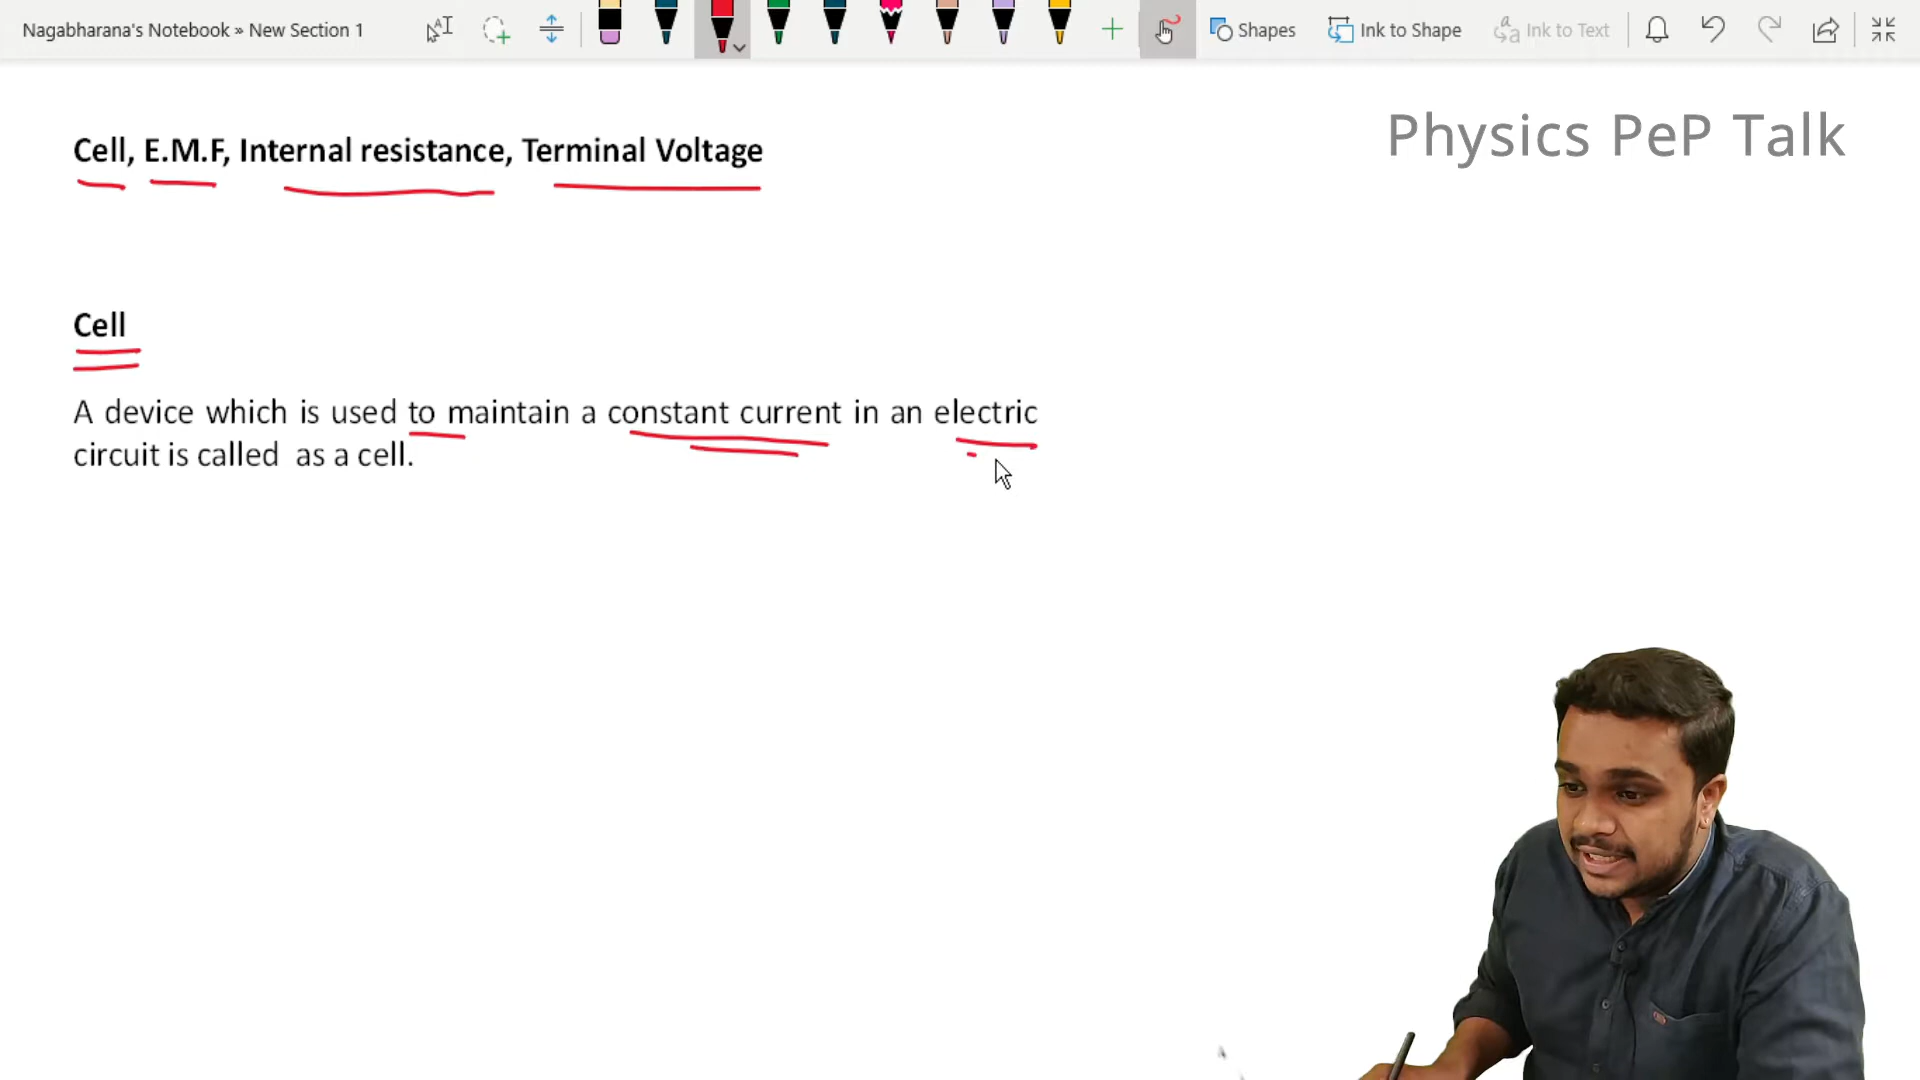 Nagabharana's Notebook » New Section 1
Shapes
Ink to Shape
Ink to Text
Physics PeP Talk
Cell, E.M.F, Internal resistance, Terminal Voltage
Cell
A device which is used to maintain a constant current in an electric
circuit is called as a cell.